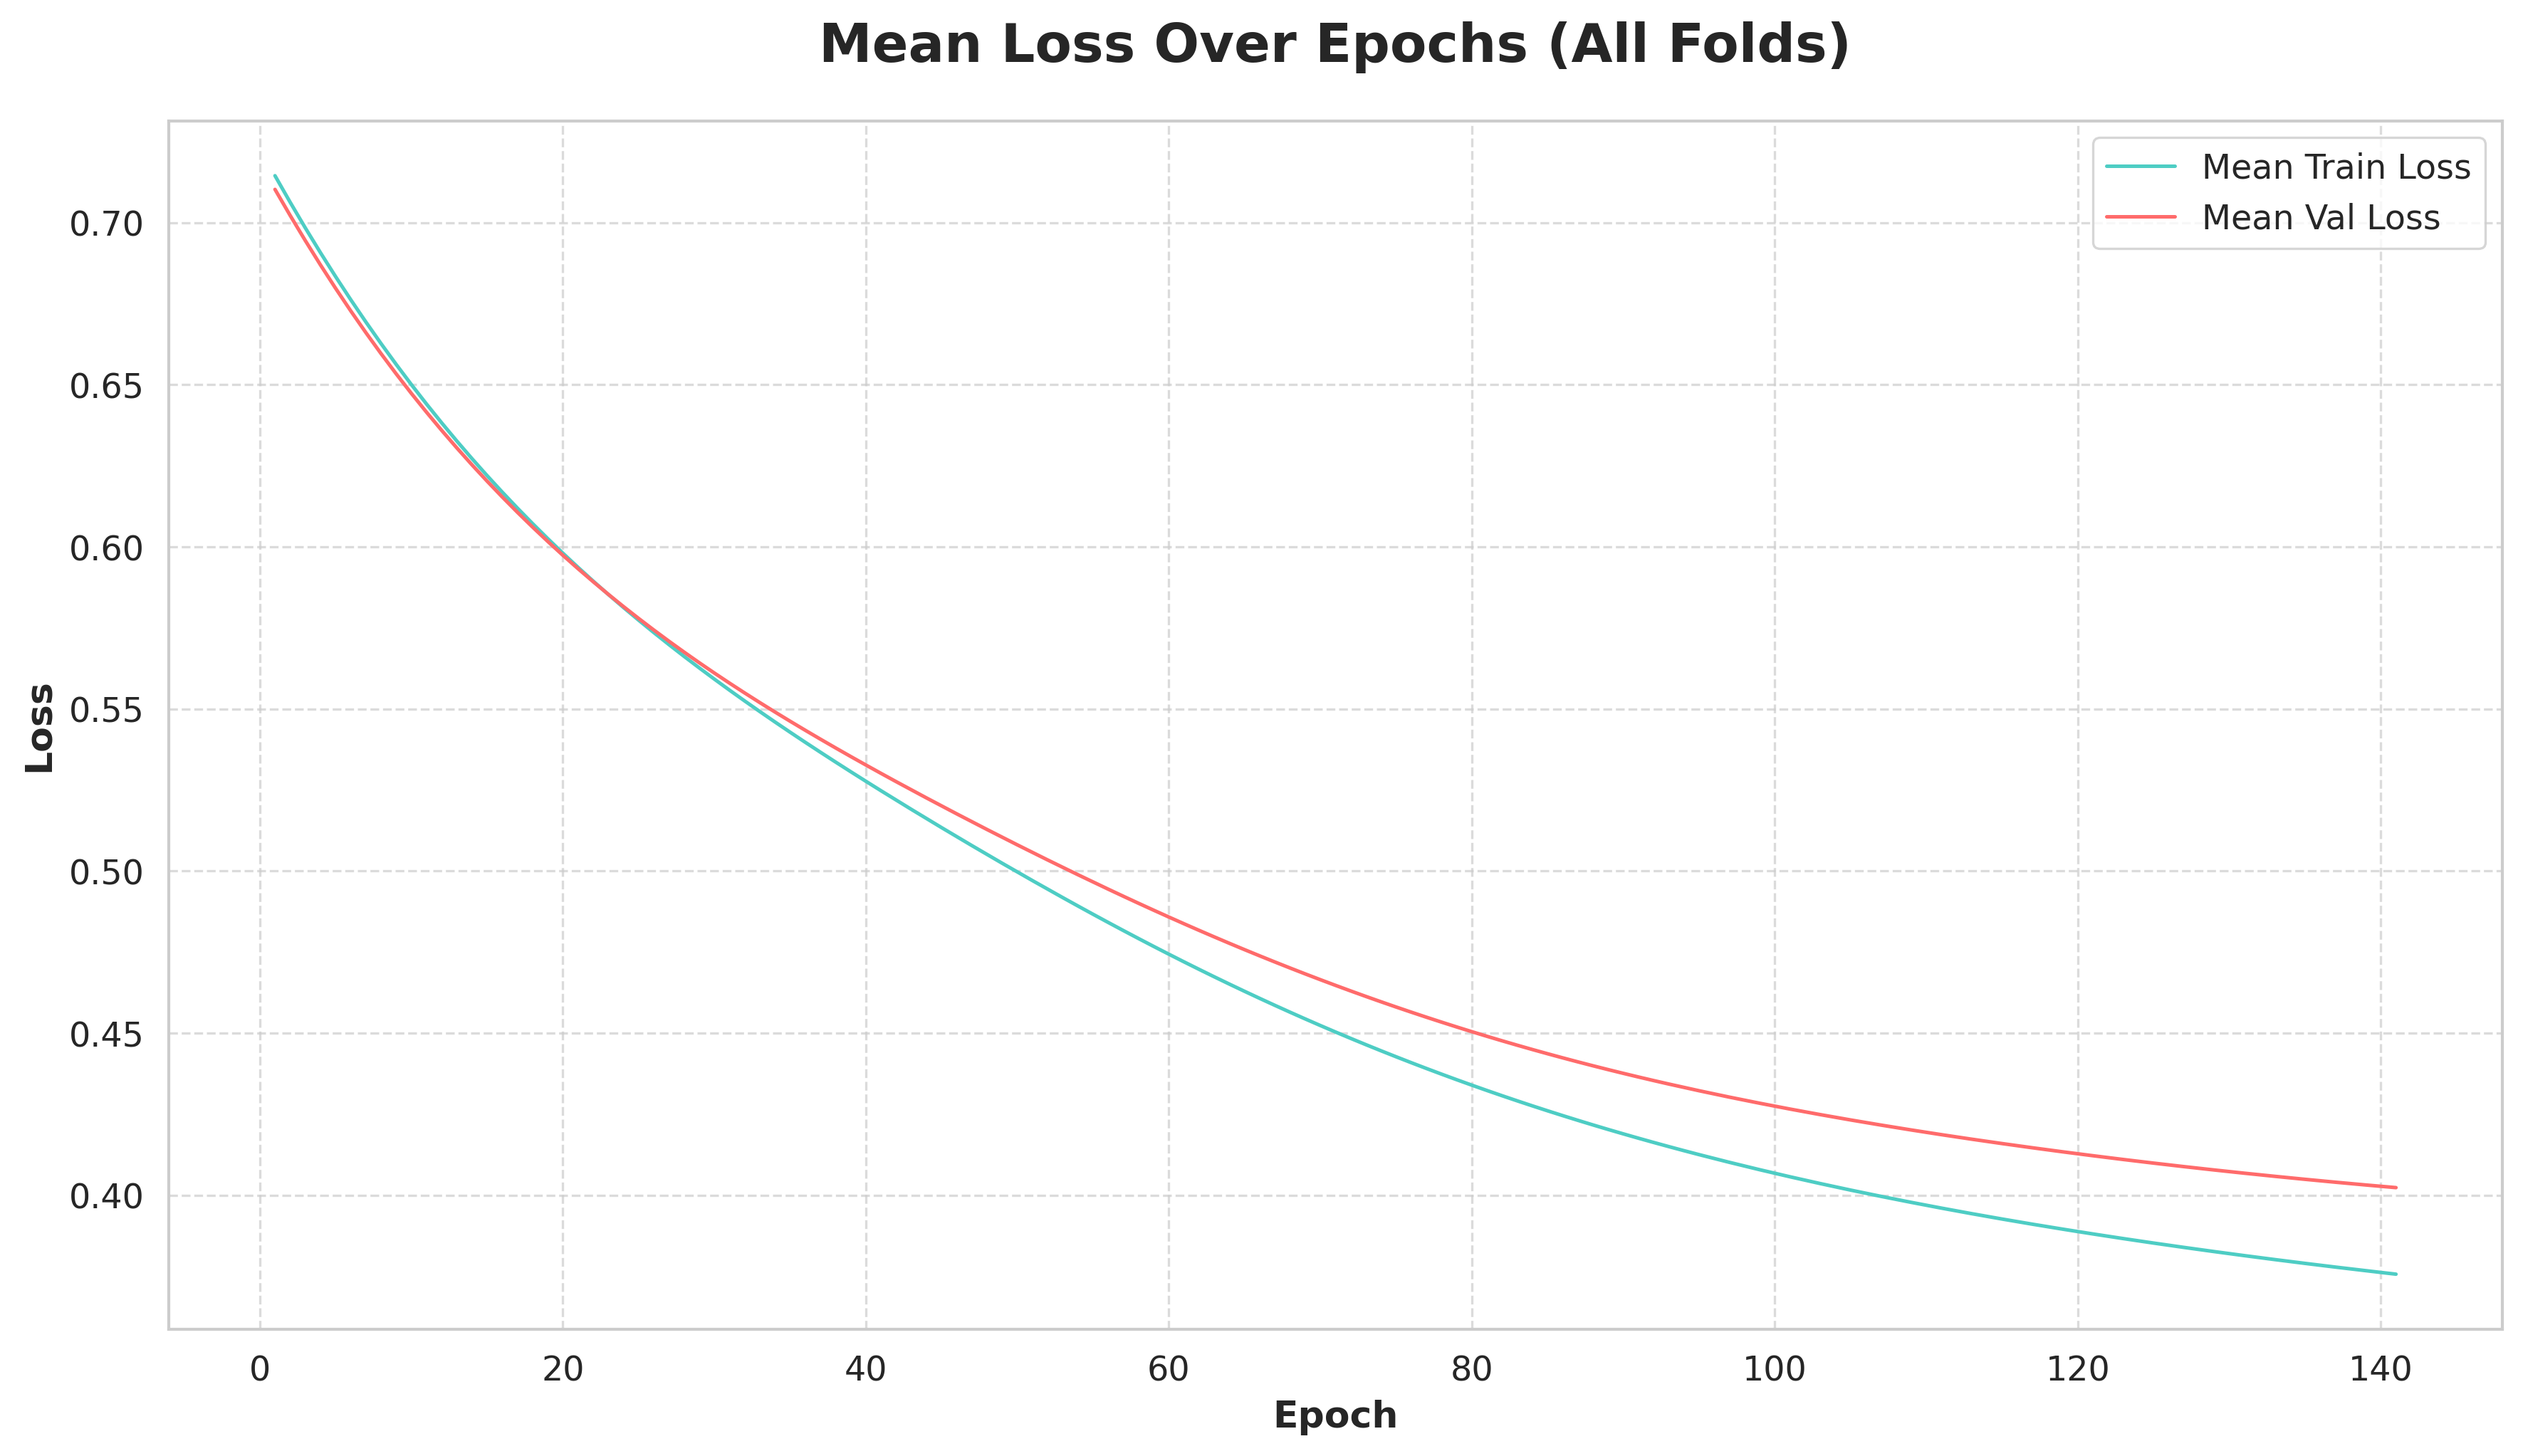 Mean Loss Over Epochs (All Folds)
Mean Train Loss
Mean Val Loss
0.70
0.65
0.60
0.55
0.50
0.45
0.40
Loss
0 20 40 60 80 100 120 140
Epoch